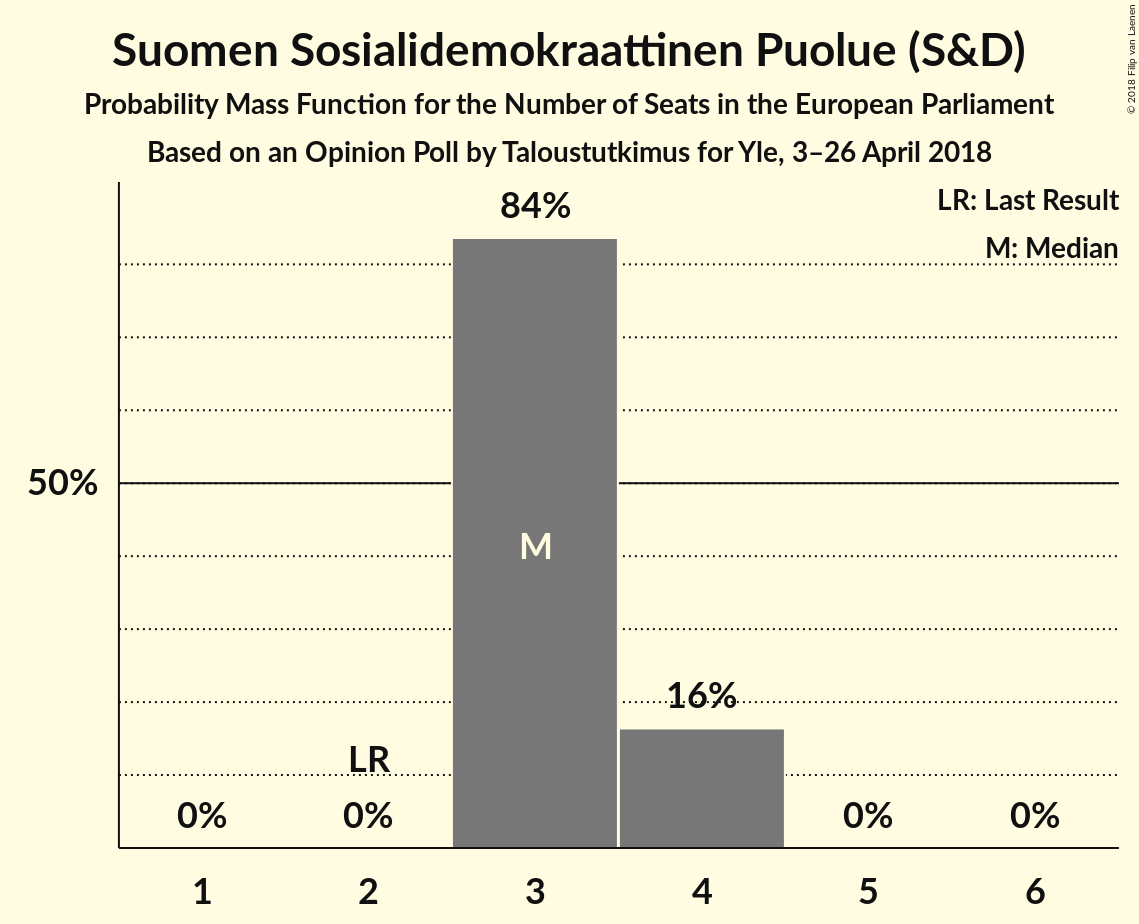 Suomen Sosialidemokraattinen Puolue (S&D)
Probability Mass Function for the Number of Seats in the European Parliament
Based on an Opinion Poll by Taloustutkimus for Yle, 3–26 April 2018
© 2018 Filip van Laenen
LR: Last Result
M: Median
84%
50%
M
16%
LR
0% 0% 0% 0%
1 2 3 4 5 6